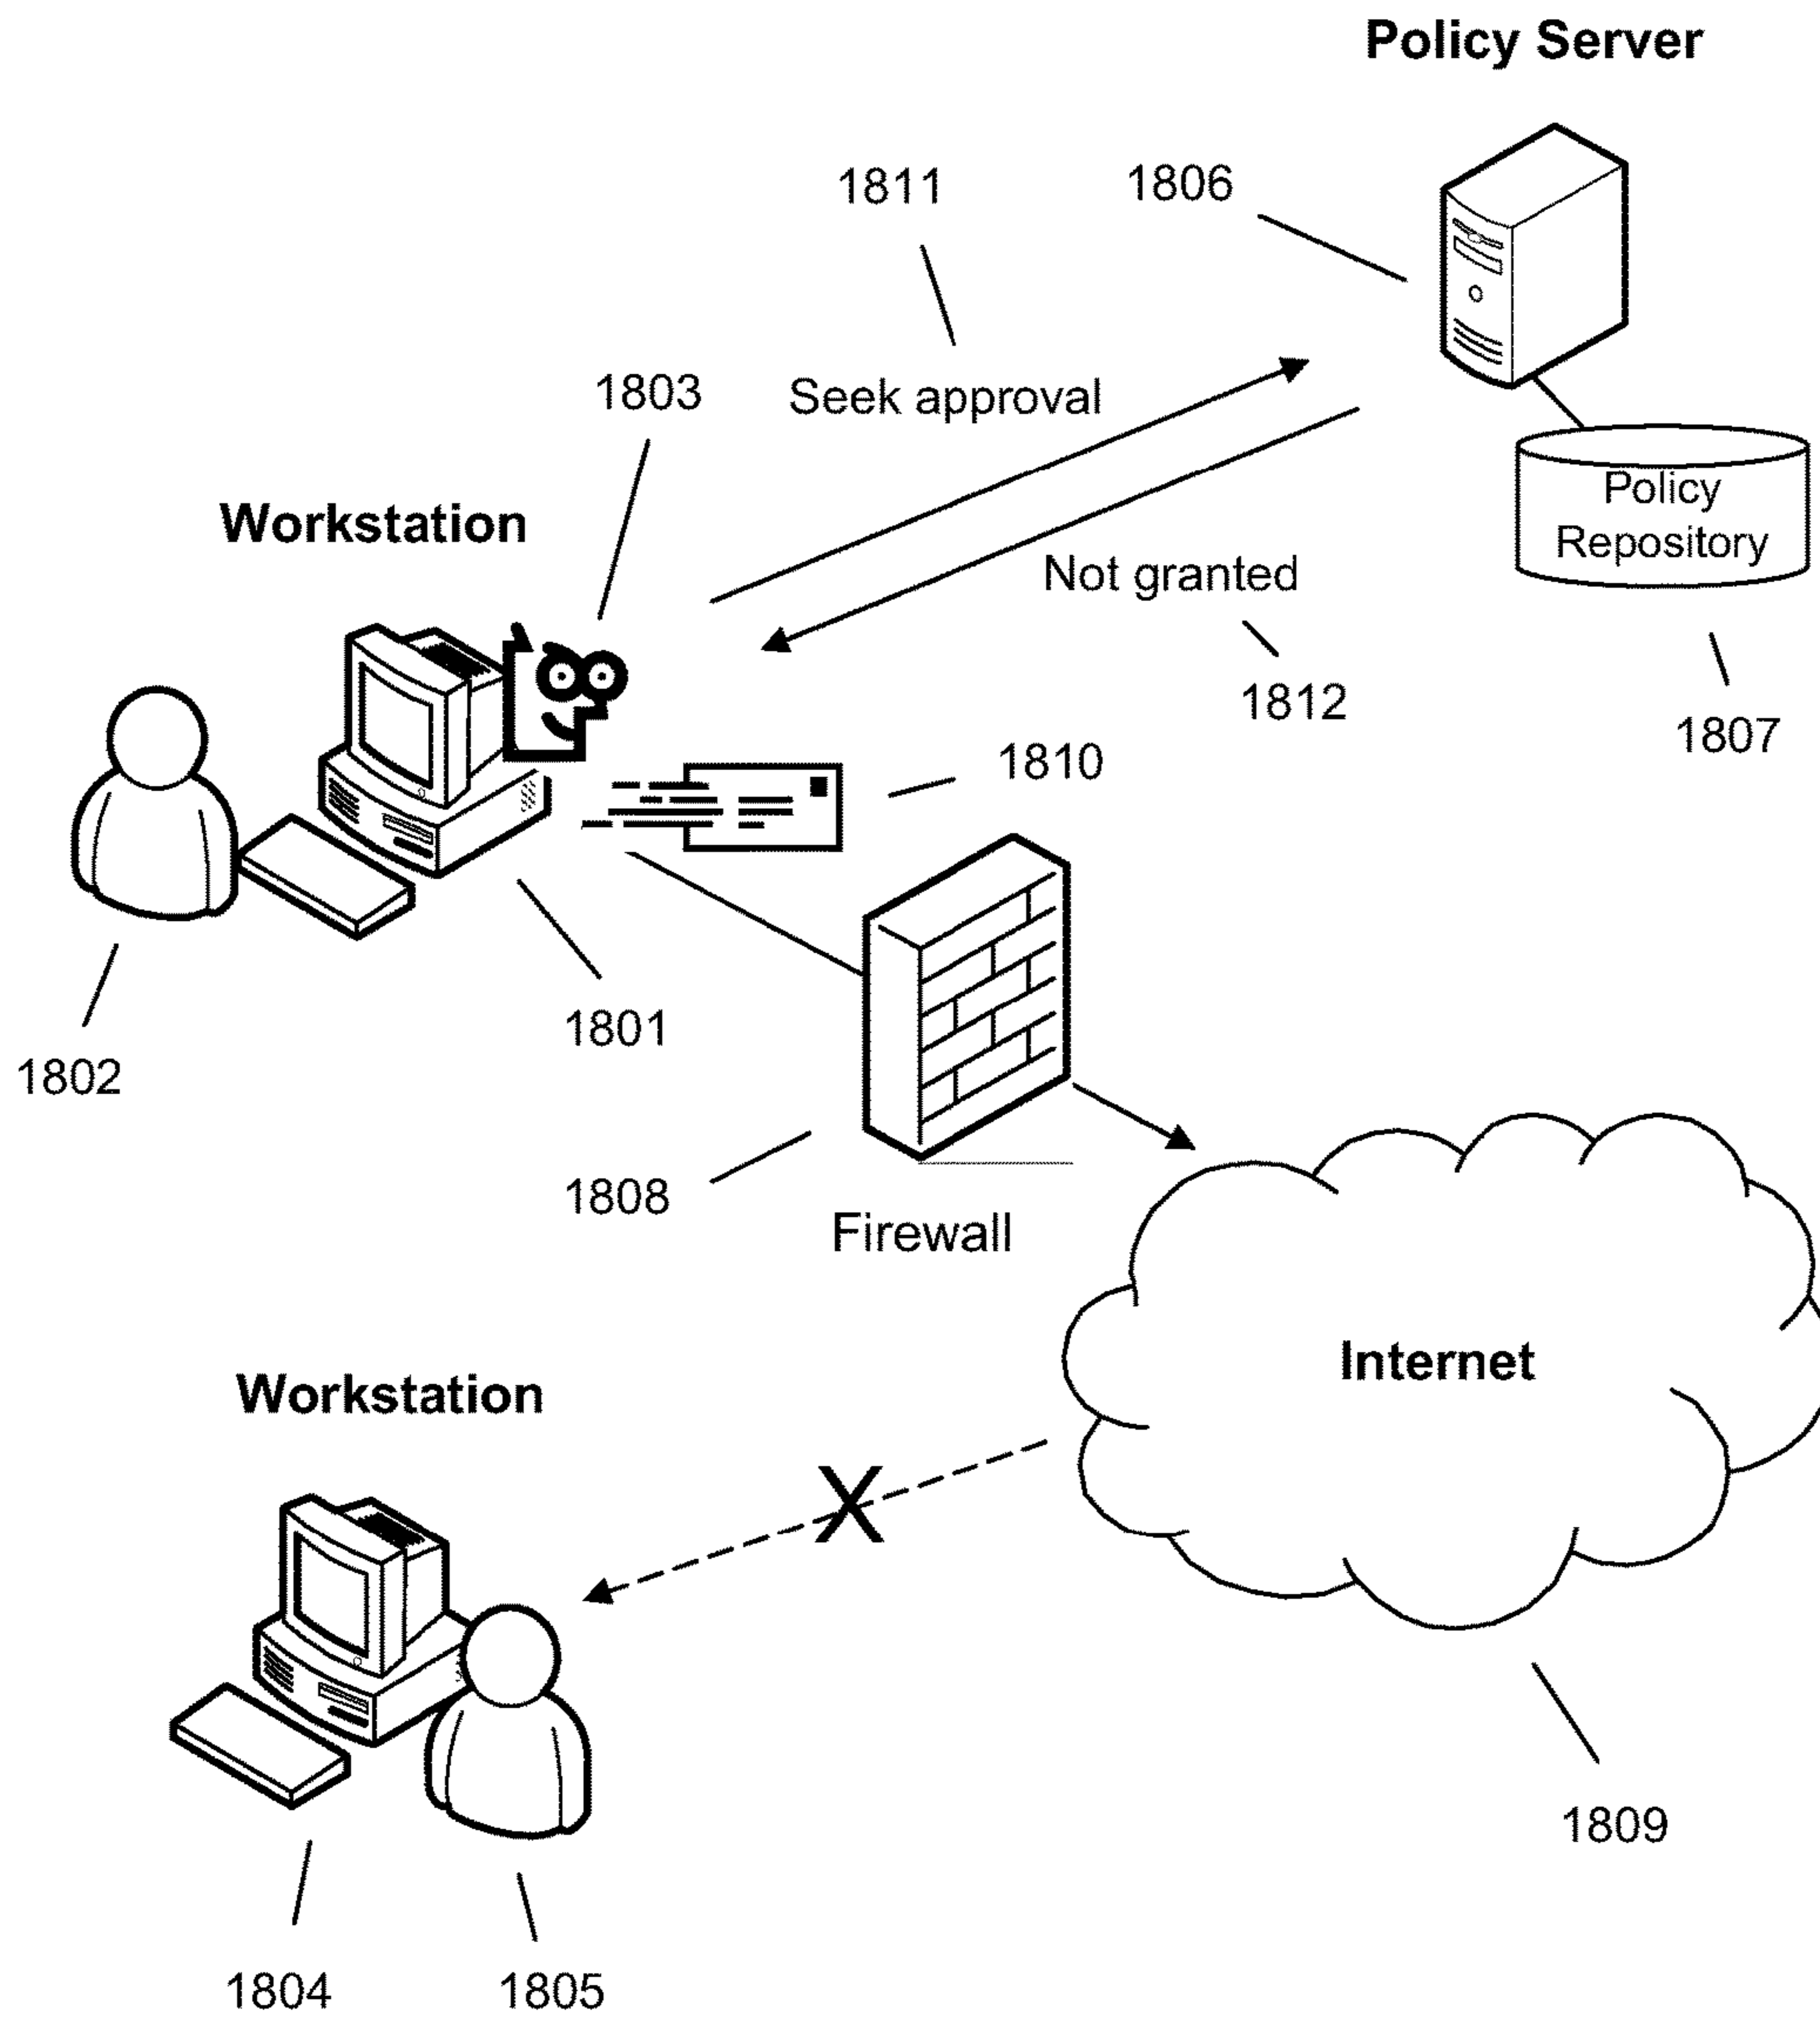 Policy Server
1811
1806
1803
Seek approval
Policy
Repository
Workstation
Not granted
1812
1807
1810
1801
1802
1808
Firewall
Internet
Workstation
1809
1804
1805
X